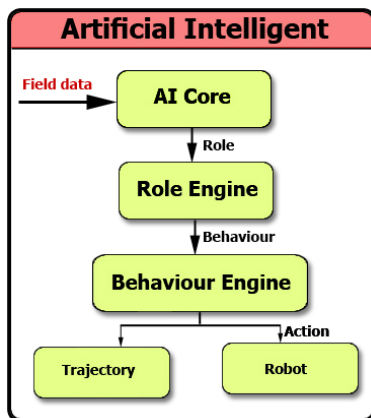 Artificial Intelligent
Field data
AI Core
Role
Role Engine
Behaviour
Behaviour Engine
Action
Trajectory
Robot